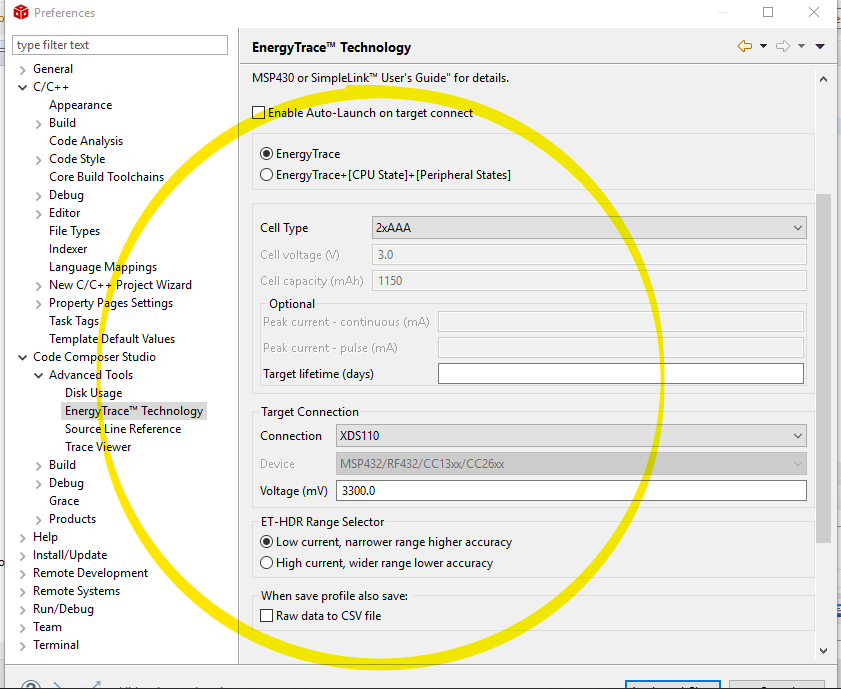 Preferences
type filter text
General
C/C++
Appearance
Build
Code Analysis
Code Style
Core Build Toolchains
Debug
Editor
File Types
Indexer
Language Mappings
New C/C++ Project Wizard
Property Pages Settings
Task Tags
Template Default Values
Code Composer Studio
Advanced Tools
Disk Usage
EnergyTrace™ Technology
Source Line Reference
Trace Viewer
Build
Debug
Grace
Products
Help
Install/Update
Remote Development
Remote Systems
Run/Debug
Team
Terminal
EnergyTrace™ Technology
MSP430 or SimpleLink™ User's Guide" for details.
Enable Auto-Launch on target connect
EnergyTrace
EnergyTrace+[CPU State]+[Peripheral States]
Cell Type 2xAAA
Cell voltage (V) 3.0
Cell capacity (mAh) 1150
Optional
Peak current - continuous (mA)
Peak current - pulse (mA)
Target lifetime (days)
Target Connection
Connection XDS110
Device MSP432/RF432/CC13xx/CC26xx
Voltage (mV) 3300.0
ET-HDR Range Selector
Low current, narrower range higher accuracy
High current, wider range lower accuracy
When save profile also save:
Raw data to CSV file